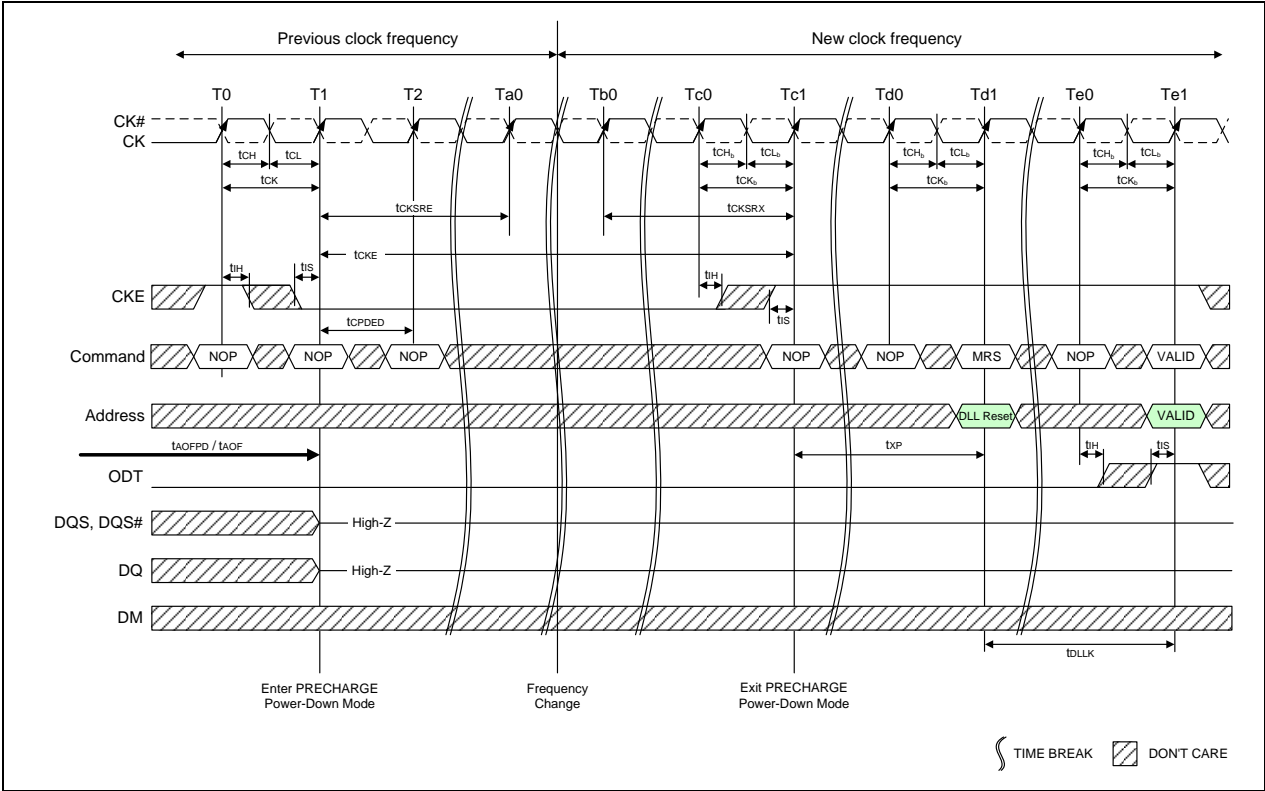 Previous clock frequency New clock frequency
T0 T1 T2 Ta0 Tb0 Tc0 Tc1 Td0 Td1 Te0 Te1
CK#
CK
tCH tCL tCHb tCLb tCHb tCLb tCHb tCLb
tCK tCKb tCKb tCKb
tCKSRE tCKSRX
tCKE
tIH tIS tIH
CKE
tIS
tCPDED
Command NOP NOP NOP NOP NOP MRS NOP VALID
Address DLL Reset VALID
tAOFPD / tAOF tXP tIH tIS
ODT
DQS, DQS# High-Z
DQ High-Z
DM
tDLLK
Enter PRECHARGE Frequency Exit PRECHARGE
Power-Down Mode Change Power-Down Mode
TIME BREAK DON'T CARE